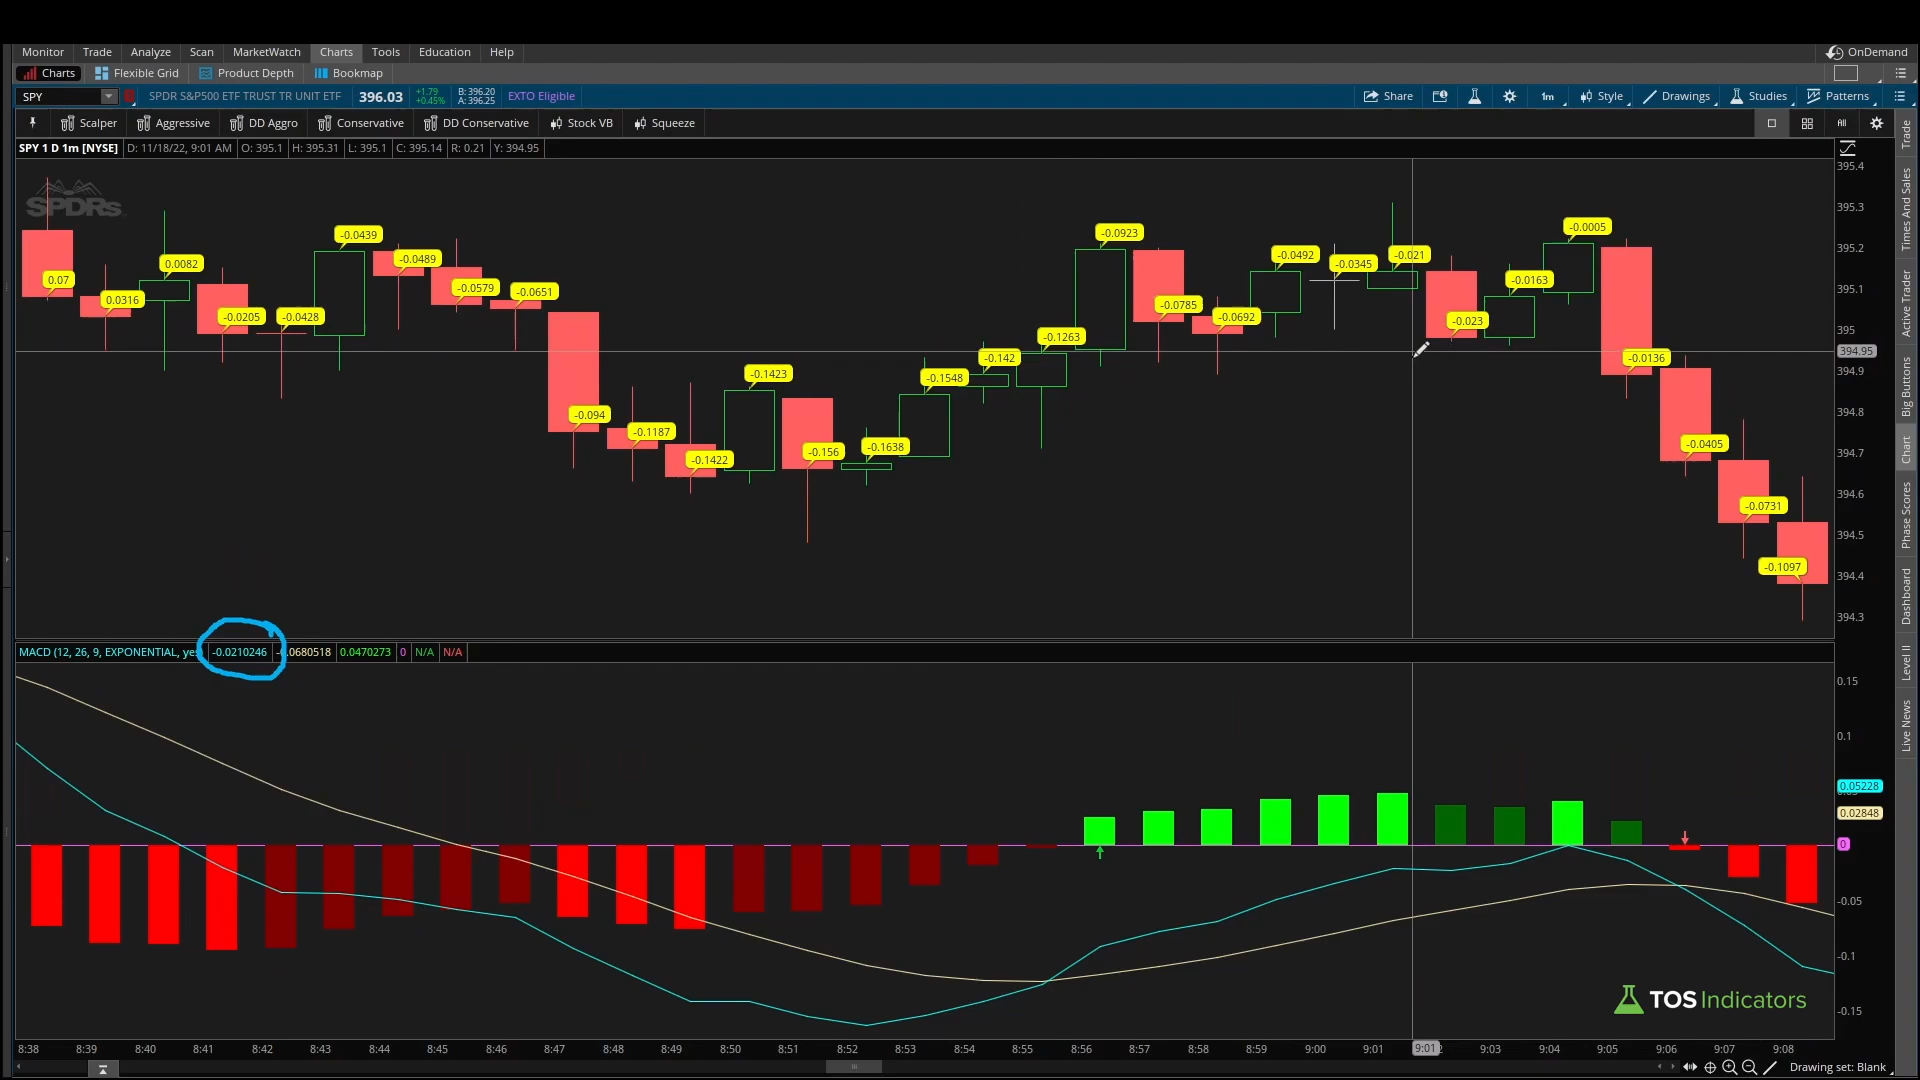 Monitor Trade Analyze Scan MarketWatch Charts Tools Education Help OnDemand
Charts Flexible Grid Product Depth Bookmap
SPY SPDR S&P500 ETF TRUST TR UNIT ETF 396.03 +1.79 +0.45% B: 396.20 A: 396.25 EXTO Eligible Share 1m Style Drawings Studies Patterns
Scalper Aggressive DD Aggro Conservative DD Conservative Stock VB Squeeze All
SPY 1 D 1m [NYSE] D: 11/18/22, 9:01 AM O: 395.1 H: 395.31 L: 395.1 C: 395.14 R: 0.21 Y: 394.95
SPDRs
0.07
0.0316
0.0082
-0.0205
-0.0428
-0.0439
-0.0489
-0.0579
-0.0651
-0.094
-0.1187
-0.1422
-0.1423
-0.156
-0.1638
-0.1548
-0.142
-0.1263
-0.0923
-0.0785
-0.0692
-0.0492
-0.0345
-0.021
-0.023
-0.0163
-0.0005
-0.0136
-0.0405
-0.0731
-0.1097
395.4
395.3
395.2
395.1
395
394.95
394.9
394.8
394.7
394.6
394.5
394.4
394.3
MACD (12, 26, 9, EXPONENTIAL, yes -0.0210246 -0.0680518 0.0470273 0 N/A N/A
0.15
0.1
0.05228
0.02848
0
-0.05
-0.1
-0.15
TOS Indicators
8:38 8:39 8:40 8:41 8:42 8:43 8:44 8:45 8:46 8:47 8:48 8:49 8:50 8:51 8:52 8:53 8:54 8:55 8:56 8:57 8:58 8:59 9:00 9:01 9:01 9:03 9:04 9:05 9:06 9:07 9:08
Drawing set: Blank
Trade
Times And Sales
Active Trader
Big Buttons
Chart
Phase Scores
Dashboard
Level II
Live News